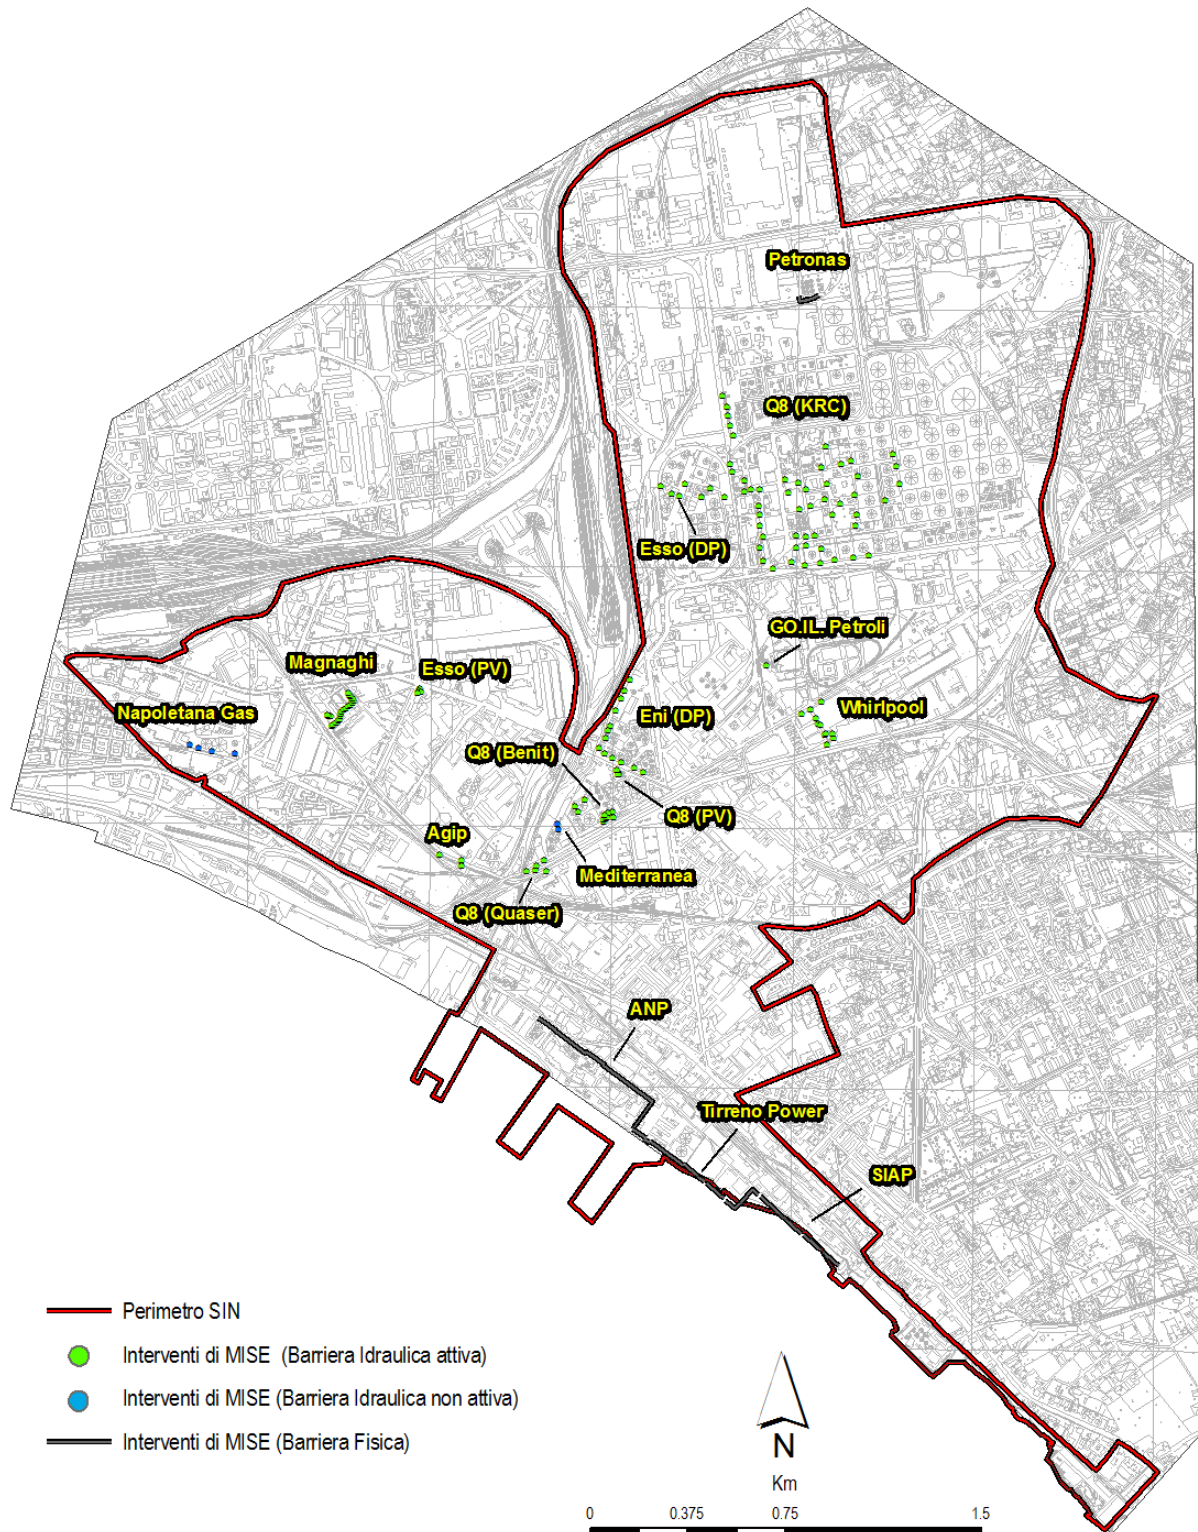 Petronas
Q8 (KRC)
Esso (DP)
GO.IL. Petroli
Magnaghi
Esso (PV)
Napoletana Gas
Eni (DP)
Whirlpool
Q8 (Benit)
Q8 (PV)
Agip
Mediterranea
Q8 (Quaser)
ANP
Tirreno Power
SIAP
Perimetro SIN
Interventi di MISE (Barriera Idraulica attiva)
Interventi di MISE (Barriera Idraulica non attiva)
Interventi di MISE (Barriera Fisica)
N
Km
0 0.375 0.75 1.5